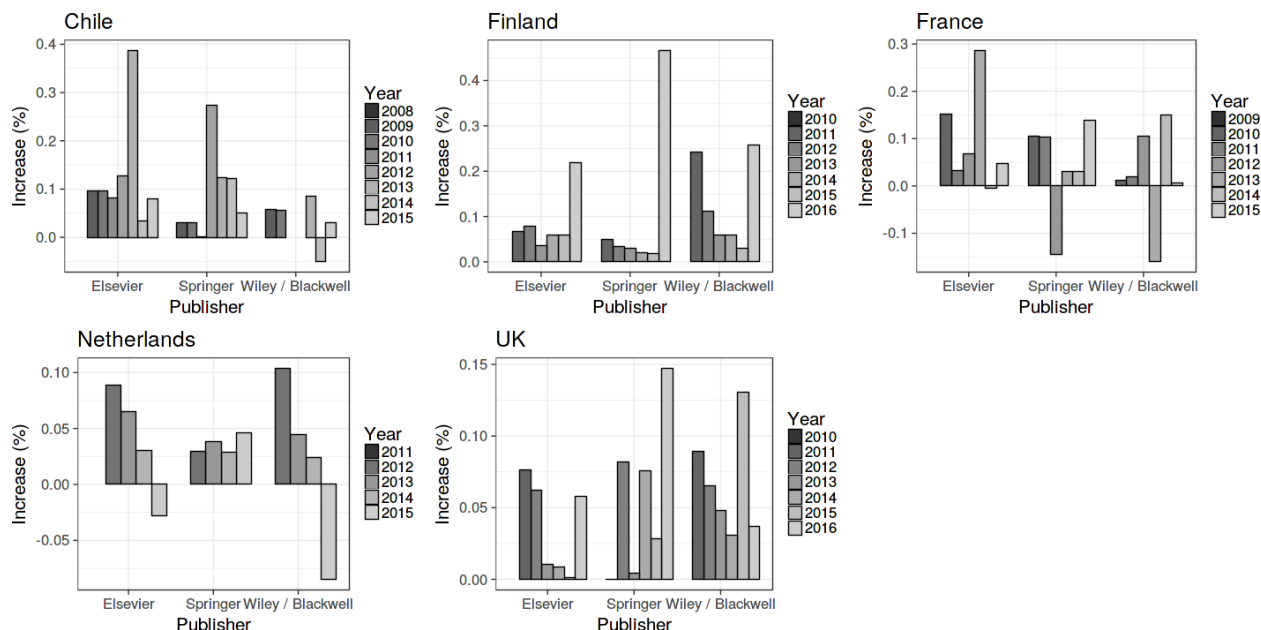 Chile
Increase (%)
0.4
0.3
0.2
0.1
0.0
Elsevier
Springer
Wiley / Blackwell
Publisher
Year
2008
2009
2010
2011
2012
2013
2014
2015
Finland
Increase (%)
0.4
0.3
0.2
0.1
0.0
Elsevier
Springer
Wiley / Blackwell
Publisher
Year
2010
2011
2012
2013
2014
2015
2016
France
Increase (%)
0.3
0.2
0.1
0.0
-0.1
Elsevier
Springer
Wiley / Blackwell
Publisher
Year
2009
2010
2011
2012
2013
2014
2015
Netherlands
Increase (%)
0.10
0.05
0.00
-0.05
Elsevier
Springer
Wiley / Blackwell
Publisher
Year
2011
2012
2013
2014
2015
UK
Increase (%)
0.15
0.10
0.05
0.00
Elsevier
Springer
Wiley / Blackwell
Publisher
Year
2010
2011
2012
2013
2014
2015
2016